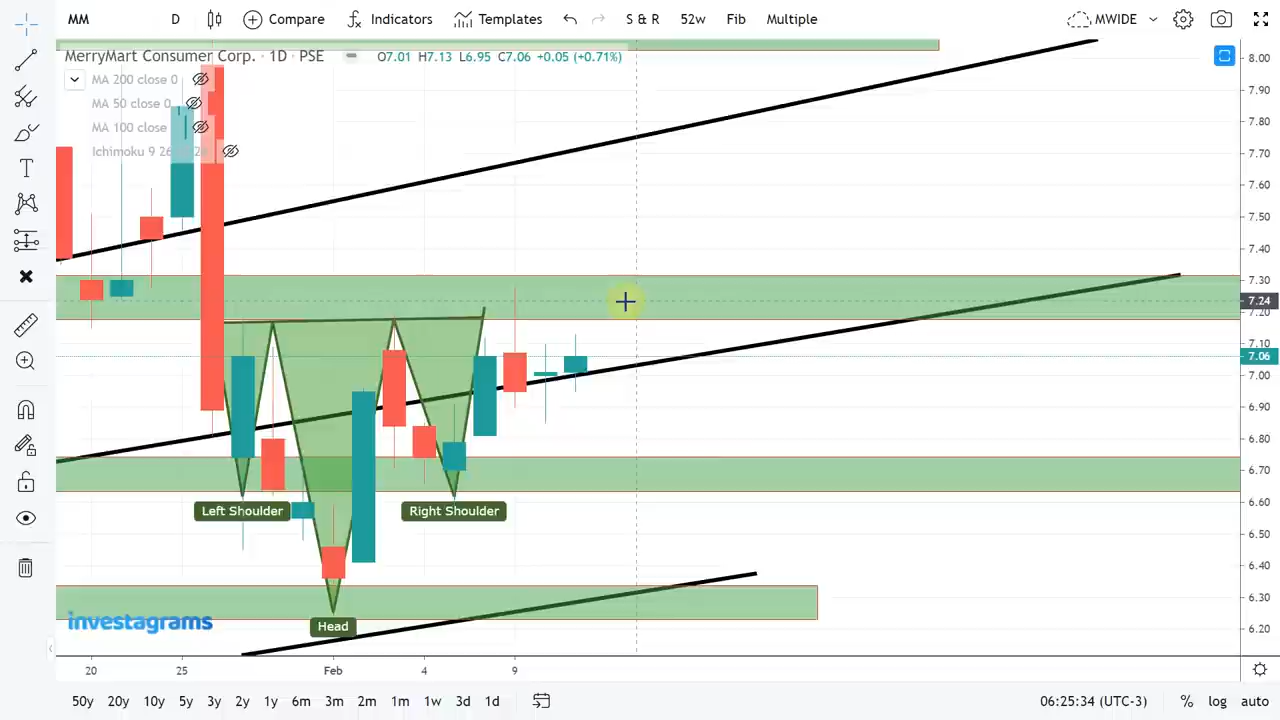 MM D Compare Indicators Templates S & R 52w Fib Multiple MWIDE
MerryMart Consumer Corp. · 1D · PSE O7.01 H7.13 L6.95 C7.06 +0.05 (+0.71%)
MA 200 close 0
MA 50 close 0
MA 100 close
Ichimoku 9 26
8.00
7.90
7.80
7.70
7.60
7.50
7.40
7.30
7.24
7.20
7.10
7.06
7.00
6.90
6.80
6.70
6.60
6.50
6.40
6.30
6.20
Left Shoulder
Right Shoulder
Head
investagrams
20 25 Feb 4 9
50y 20y 10y 5y 3y 2y 1y 6m 3m 2m 1m 1w 3d 1d 06:25:34 (UTC-3) % log auto